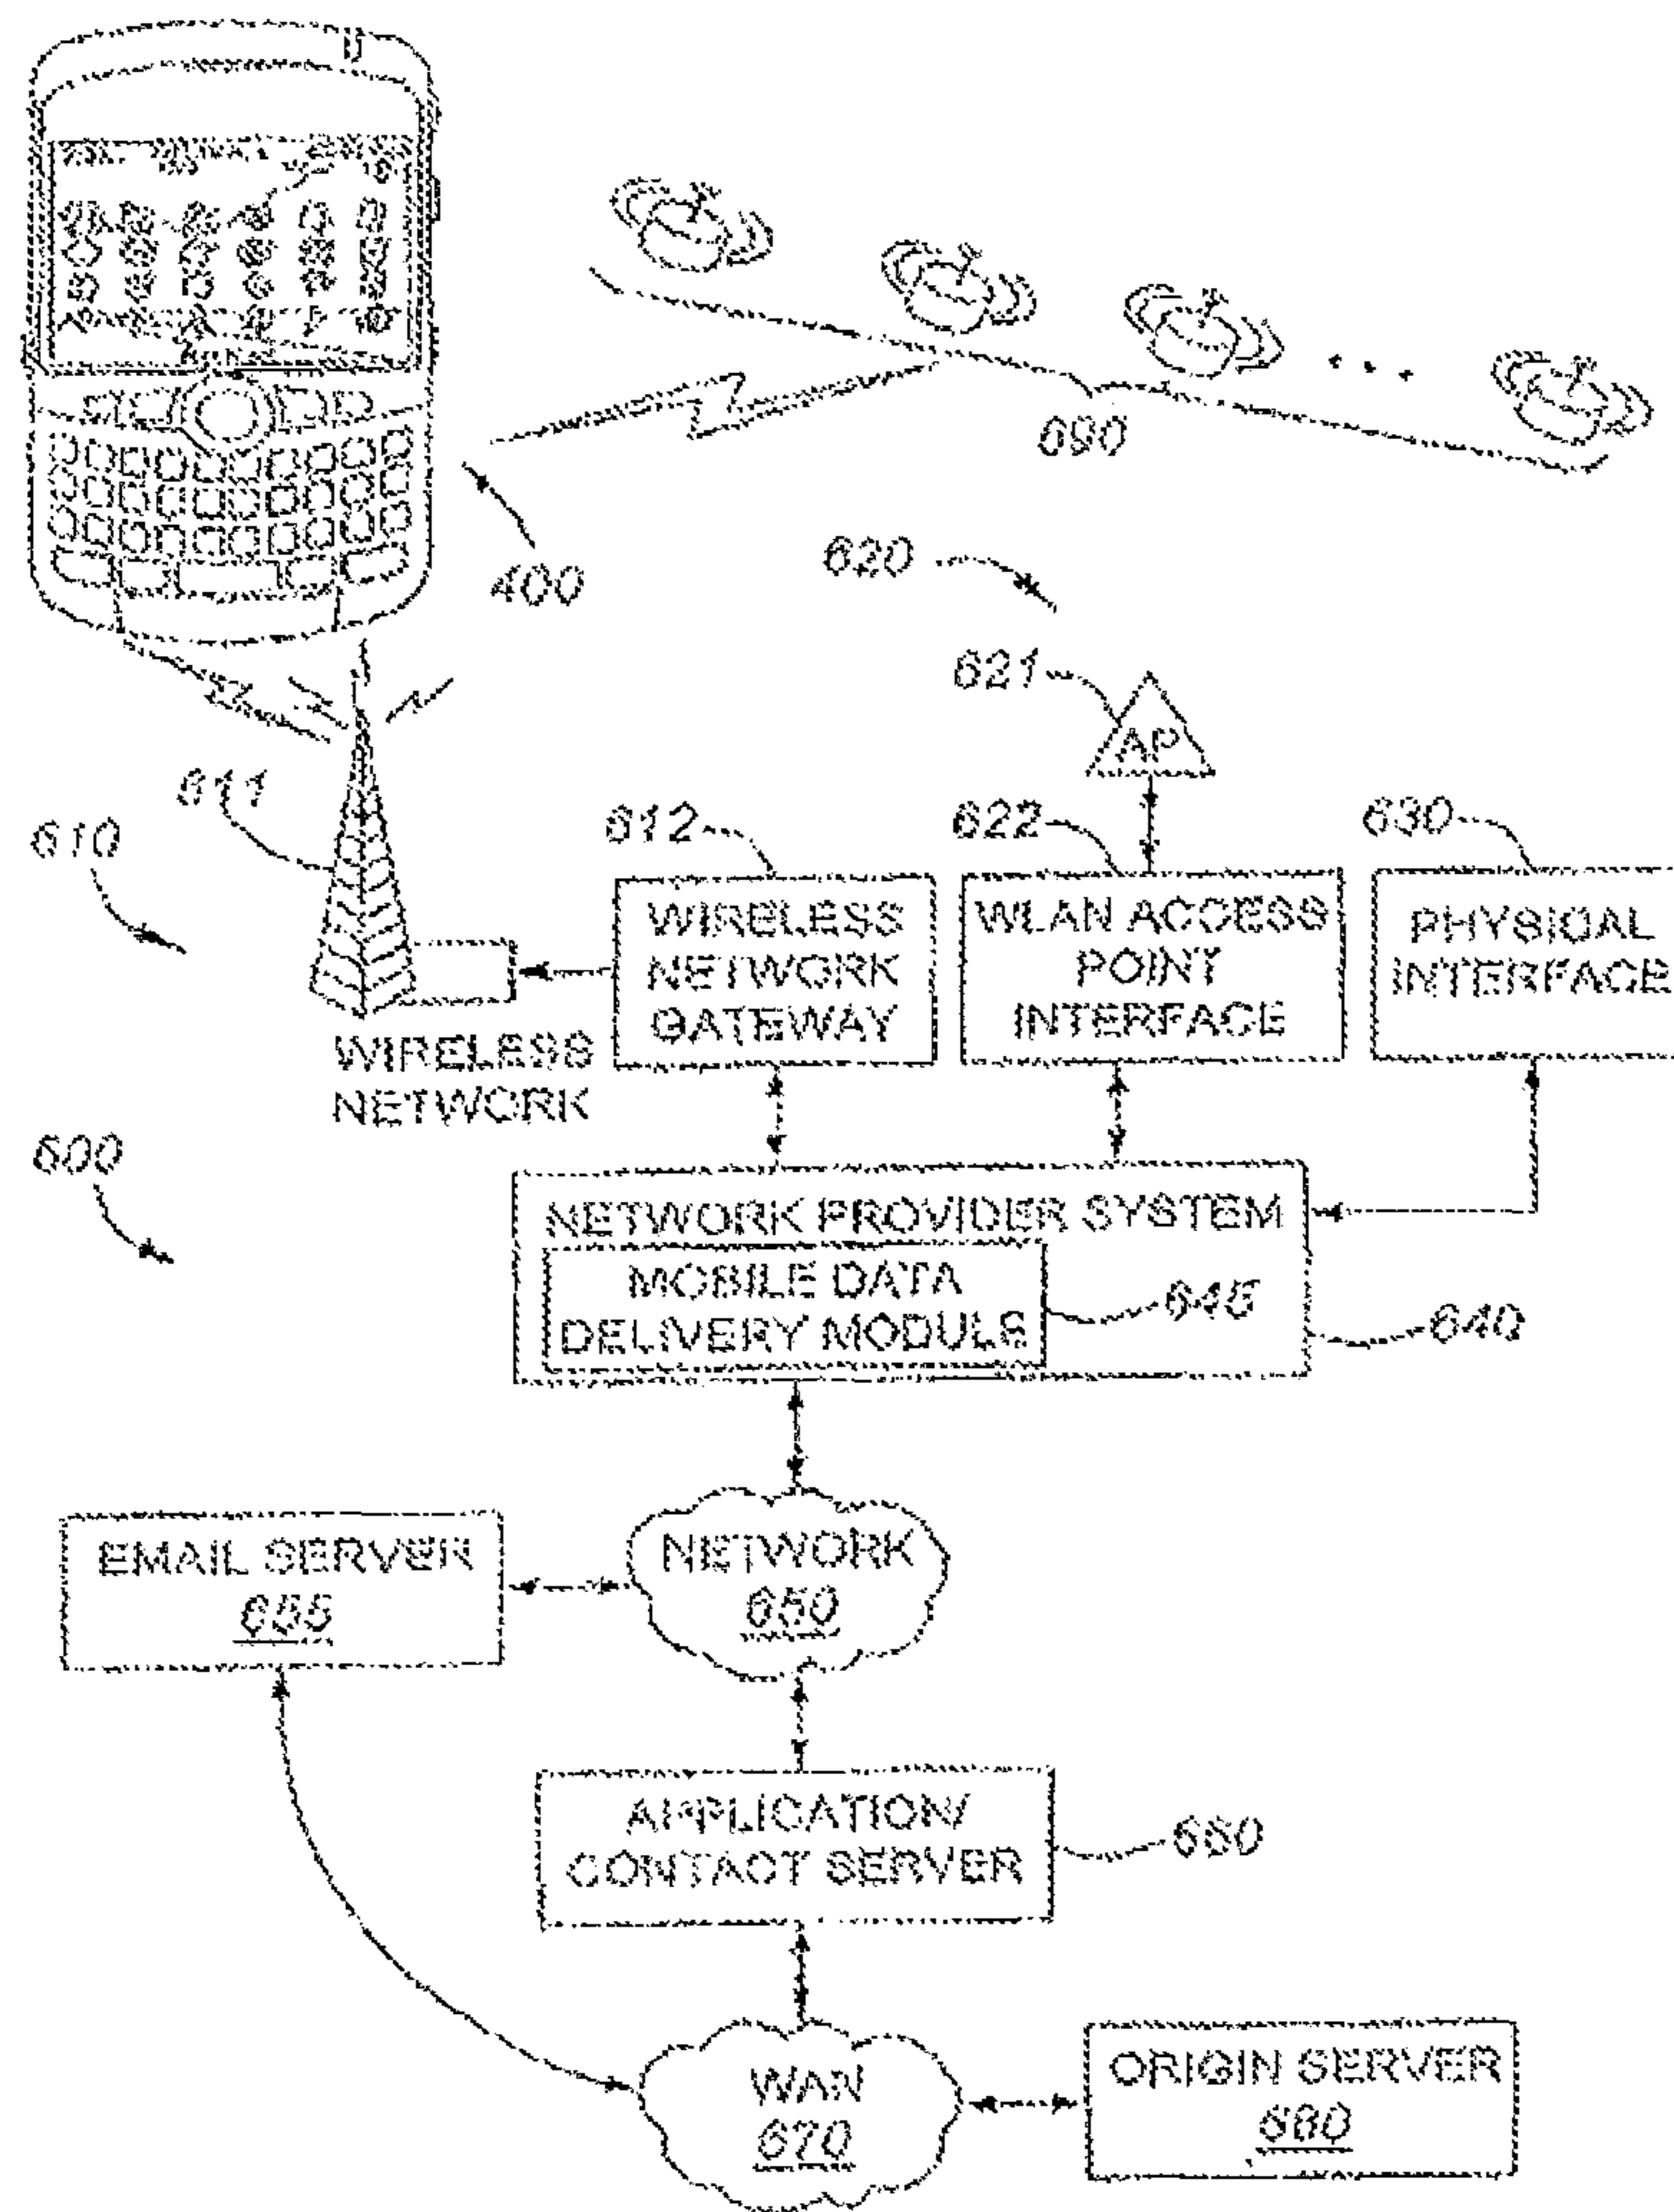 690
400
620
621
AP
611
610
612
622
630
WIRELESS
NETWORK
GATEWAY
WLAN ACCESS
POINT
INTERFACE
PHYSICAL
INTERFACE
WIRELESS
NETWORK
600
NETWORK PROVIDER SYSTEM
MOBILE DATA
DELIVERY MODULE
645
640
EMAIL SERVER
655
NETWORK
650
APPLICATION/
CONTACT SERVER
660
WAN
670
ORIGIN SERVER